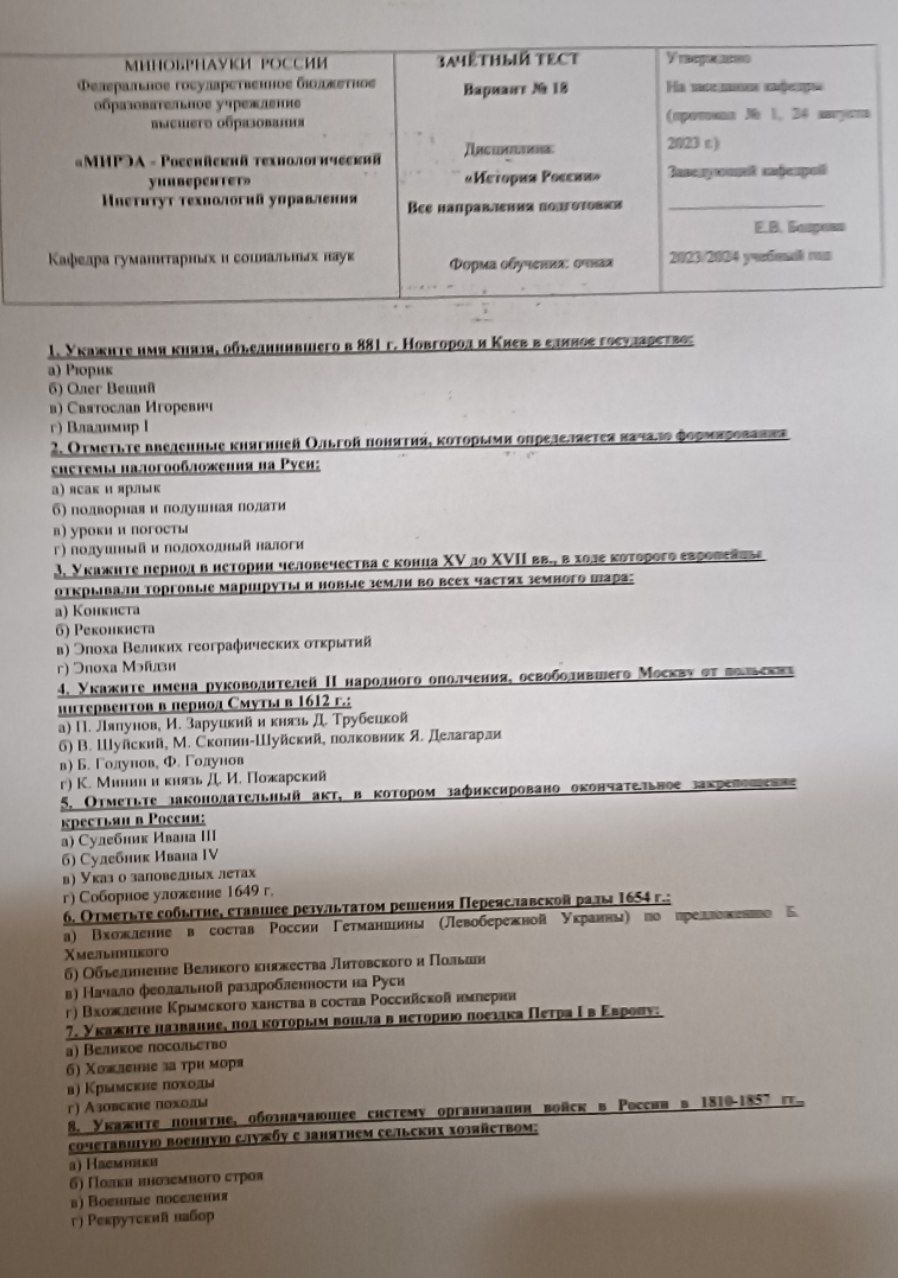 МИНОБРНАУКИ РОССИИ
Федеральное государственное бюджетное
образовательное учреждение
высшего образования
«МИРЭА - Российский технологический
университет»
Институт технологий управления
Кафедра гуманитарных и социальных наук
ЗАЧЁТНЫЙ ТЕСТ
Вариант № 18
Дисциплина:
«История России»
Все направления подготовки
Форма обучения: очная
Утверждено
На заседании кафедры
(протокол № 1, 24 августа
2023 г.)
Заведующий кафедрой
Е.В. Боброва
2023/2024 учебный год
1. Укажите имя князя, объединившего в 881 г. Новгород и Киев в единое государство:
а) Рюрик
б) Олег Вещий
в) Святослав Игоревич
г) Владимир I
2. Отметьте введенные княгиней Ольгой понятия, которыми определяется начало формирования
системы налогообложения на Руси:
а) ясак и ярлык
б) подворная и подушная подати
в) уроки и погосты
г) подушный и подоходный налоги
3. Укажите период в истории человечества с конца XV до XVII вв., в ходе которого европейцы
открывали торговые маршруты и новые земли во всех частях земного шара:
а) Конкиста
б) Реконкиста
в) Эпоха Великих географических открытий
г) Эпоха Мэйдзи
4. Укажите имена руководителей II народного ополчения, освободившего Москву от польских
интервентов в период Смуты в 1612 г.:
а) П. Ляпунов, И. Заруцкий и князь Д. Трубецкой
б) В. Шуйский, М. Скопин-Шуйский, полковник Я. Делагарди
в) Б. Годунов, Ф. Годунов
г) К. Минин и князь Д. И. Пожарский
5. Отметьте законодательный акт, в котором зафиксировано окончательное закрепощение
крестьян в России:
а) Судебник Ивана III
б) Судебник Ивана IV
в) Указ о заповедных летах
г) Соборное уложение 1649 г.
6. Отметьте событие, ставшее результатом решения Переяславской рады 1654 г.:
а) Вхождение в состав России Гетманщины (Левобережной Украины) по предложению Б.
Хмельницкого
б) Объединение Великого княжества Литовского и Польши
в) Начало феодальной раздробленности на Руси
г) Вхождение Крымского ханства в состав Российской империи
7. Укажите название, под которым вошла в историю поездка Петра I в Европу:
а) Великое посольство
б) Хождение за три моря
в) Крымские походы
г) Азовские походы
8. Укажите понятие, обозначающее систему организации войск в России в 1810-1857 гг.,
сочетавшую военную службу с занятием сельских хозяйством:
а) Наемники
б) Полки иноземного строя
в) Военные поселения
г) Рекрутский набор